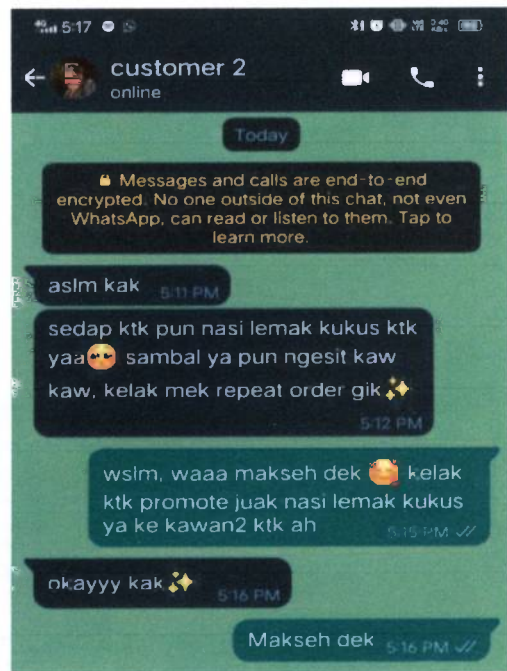 5:17
customer 2
online
Today
Messages and calls are end-to-end
encrypted. No one outside of this chat, not even
WhatsApp, can read or listen to them. Tap to
learn more.
aslm kak 5:11 PM
sedap ktk pun nasi lemak kukus ktk
yaa sambal ya pun ngesit kaw
kaw, kelak mek repeat order gik
5:12 PM
wslm, waaa makseh dek kelak
ktk promote juak nasi lemak kukus
ya ke kawan2 ktk ah 5:15 PM
okayyy kak 5:16 PM
Makseh dek 5:16 PM